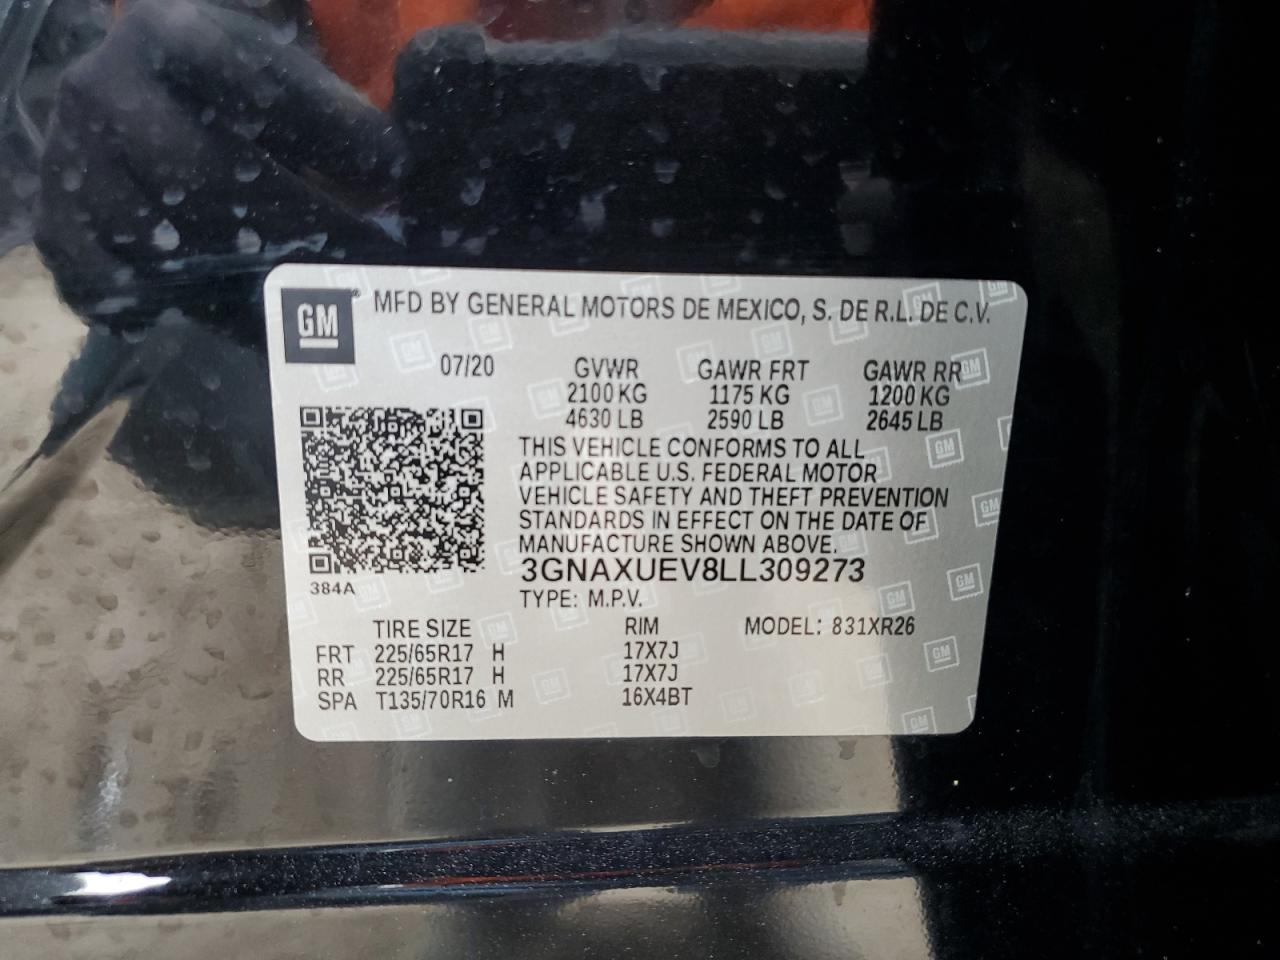 GM MFD BY GENERAL MOTORS DE MEXICO, S. DE R.L. DE C.V.
07/20 GVWR GAWR FRT GAWR RR
2100 KG 1175 KG 1200 KG
4630 LB 2590 LB 2645 LB
THIS VEHICLE CONFORMS TO ALL
APPLICABLE U.S. FEDERAL MOTOR
VEHICLE SAFETY AND THEFT PREVENTION
STANDARDS IN EFFECT ON THE DATE OF
MANUFACTURE SHOWN ABOVE.
3GNAXUEV8LL309273
384A
TYPE: M.P.V.
TIRE SIZE RIM MODEL: 831XR26
FRT 225/65R17 H 17X7J
RR 225/65R17 H 17X7J
SPA T135/70R16 M 16X4BT